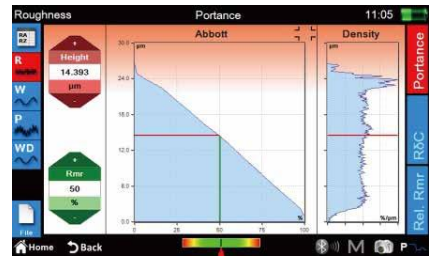 Roughness Portance 11:05
RA
RZ
R
W
P
WD
File
+
Height
14.393
µm
-
+
Rmr
50
%
-
Abbott
µm
30.0
24.0
18.0
12.0
6.0
0.0
0 25 50 75 100
%
Density
µm
%/µm
Portance
RδC
Rel. Rmr
Home Back M P